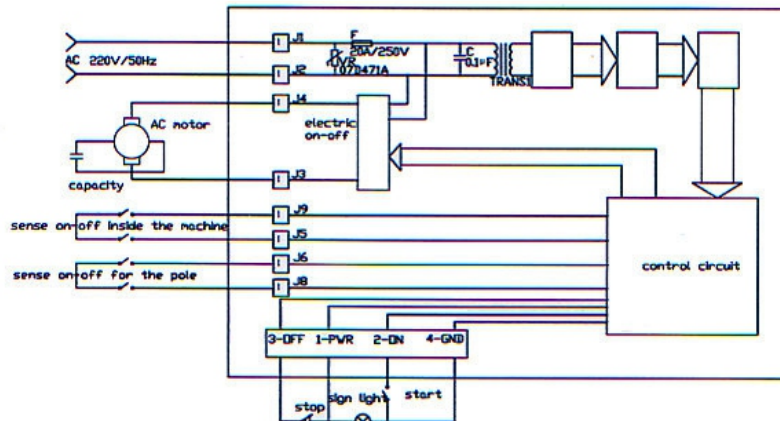 J1
F
20A/250V
AC 220V/50Hz
VR
07D471A
C
0.1uF
J2
TRANS1
J4
AC motor
electric
on-off
J3
capacity
J9
sense on-off inside the machine
J5
J6
sense on-off for the pole
J8
control circuit
3-OFF 1-PWR 2-ON 4-GND
sign light
start
stop